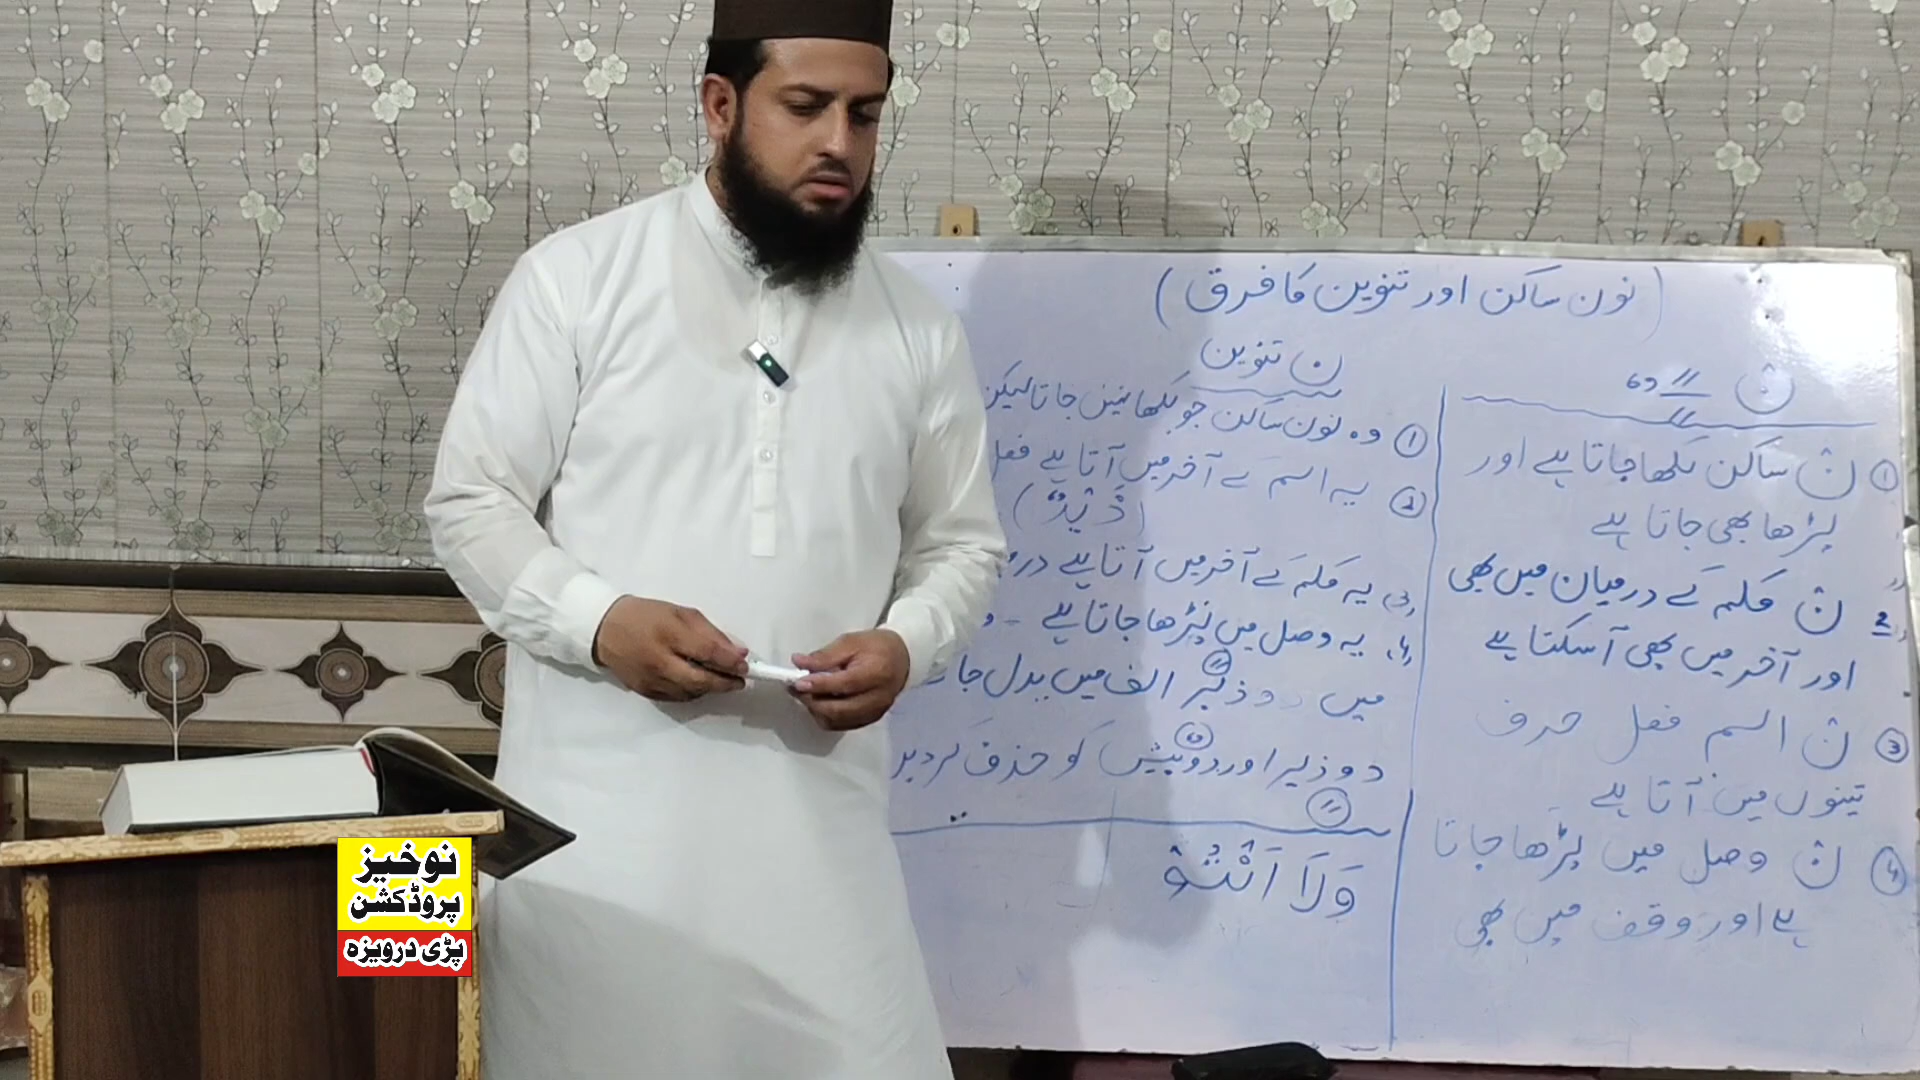 (نون ساکن اور تنوین کا فرق)
نْ
① نْ ساکن لکھا جاتا ہے اور
پڑھا بھی جاتا ہے
2 نْ کلمہ کے درمیان میں بھی
اور آخر میں بھی آ سکتا ہے
③ نْ اسم فعل حرف
تینوں میں آتا ہے
④ نْ وصل میں پڑھا جاتا
ہے اور وقف میں بھی
ن تنوین
① وہ نون ساکن جو لکھا نہیں جاتا لیکن
② یہ اسم کے آخر میں آتا ہے فعل
(زَیْدٌ)
(3) یہ کلمہ کے آخر میں آتا ہے
(4) یہ وصل میں پڑھا جاتا ہے - و
میں دو زبر الف میں بدل جا
دو زیر اور دو پیش کو حذف کر دیں
وَلَا اَنْتُمْ
نوخیز
پروڈکشن
پڑی درویزہ